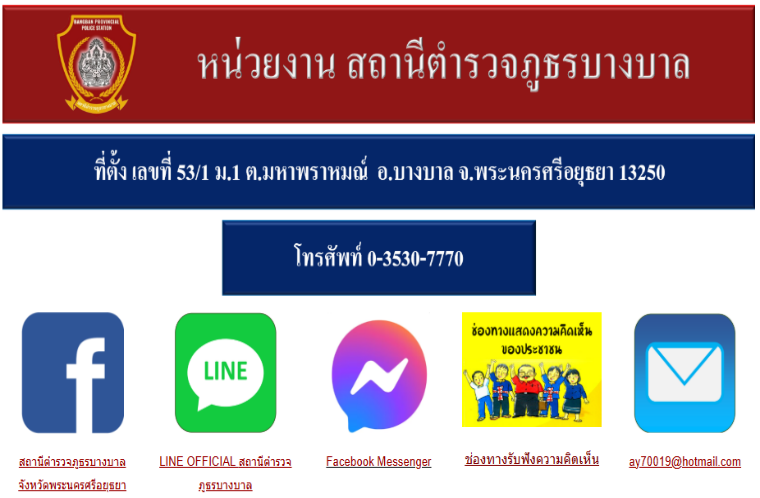 BANGBAN PROVINCIAL
POLICE STATION
หน่วยงาน สถานีตำรวจภูธรบางบาล
ที่ตั้ง เลขที่ 53/1 ม.1 ต.มหาพราหมณ์ อ.บางบาล จ.พระนครศรีอยุธยา 13250
โทรศัพท์ 0-3530-7770
LINE
ช่องทางแสดงความคิดเห็น
ของประชาชน
สถานีตำรวจภูธรบางบาล
จังหวัดพระนครศรีอยุธยา
LINE OFFICIAL สถานีตำรวจ
ภูธรบางบาล
Facebook Messenger
ช่องทางรับฟังความคิดเห็น
ay70019@hotmail.com